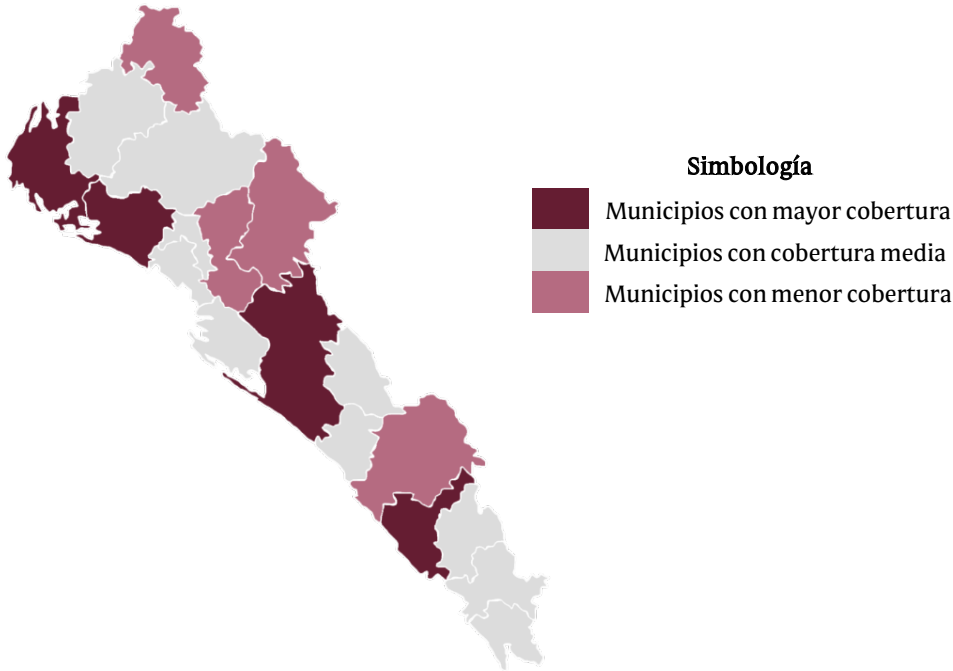 Simbología
Municipios con mayor cobertura
Municipios con cobertura media
Municipios con menor cobertura